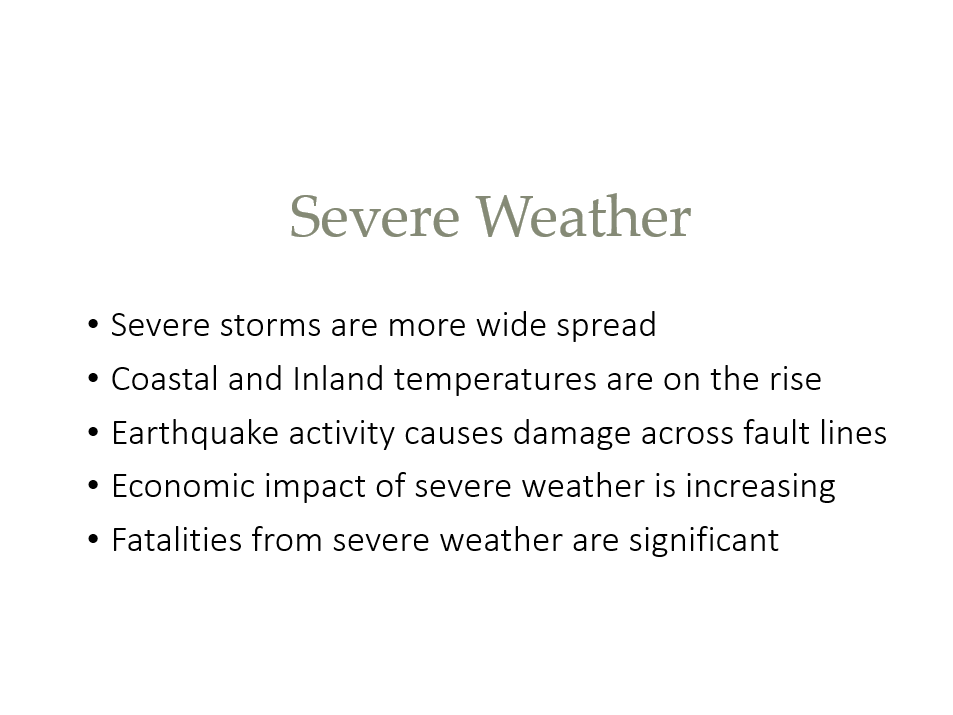 Severe Weather
• Severe storms are more wide spread
• Coastal and Inland temperatures are on the rise
• Earthquake activity causes damage across fault lines
• Economic impact of severe weather is increasing
• Fatalities from severe weather are significant